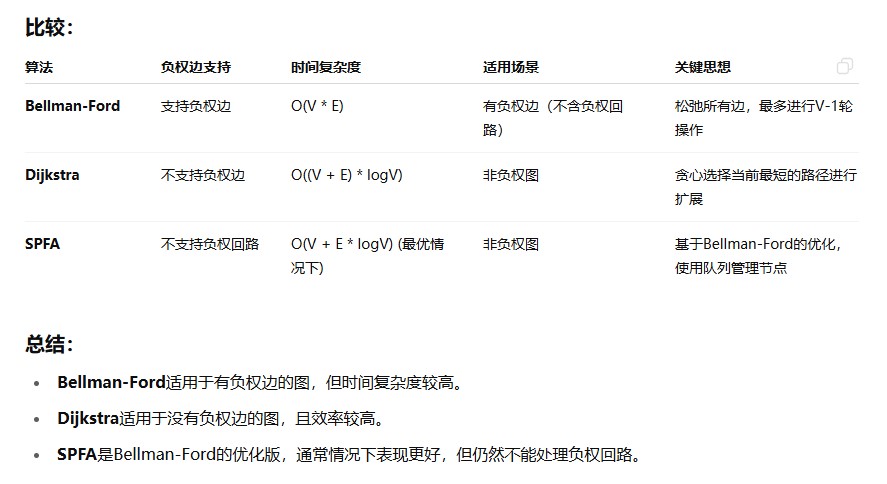 比较：
算法 负权边支持 时间复杂度 适用场景 关键思想
Bellman-Ford 支持负权边 O(V * E) 有负权边（不含负权回 松弛所有边，最多进行V-1轮
路） 操作
Dijkstra 不支持负权边 O((V + E) * logV) 非负权图 贪心选择当前最短的路径进行
扩展
SPFA 不支持负权回路 O(V + E * logV) (最优情 非负权图 基于Bellman-Ford的优化，
况下) 使用队列管理节点
总结：
• Bellman-Ford适用于有负权边的图，但时间复杂度较高。
• Dijkstra适用于没有负权边的图，且效率较高。
• SPFA是Bellman-Ford的优化版，通常情况下表现更好，但仍然不能处理负权回路。